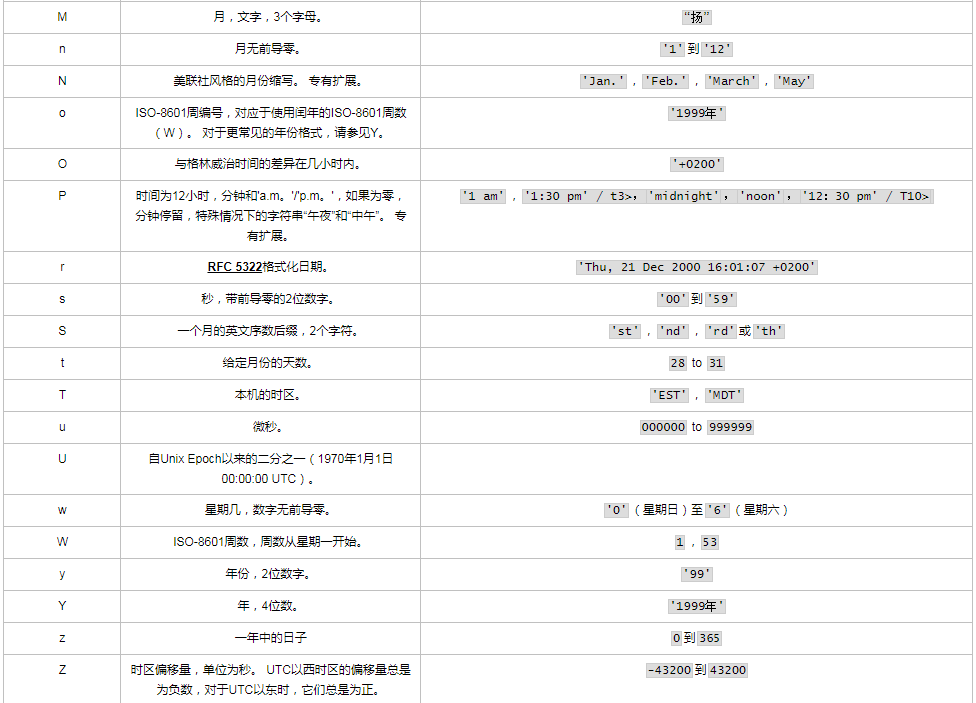 M 月，文字，3个字母。 “扬”
n 月无前导零。 '1' 到 '12'
N 美联社风格的月份缩写。 专有扩展。 'Jan.' ， 'Feb.' ， 'March' ， 'May'
o ISO-8601周编号，对应于使用闰年的ISO-8601周数 '1999年'
（W）。 对于更常见的年份格式，请参见Y。
O 与格林威治时间的差异在几小时内。 '+0200'
P 时间为12小时，分钟和'a.m。'/'p.m。'，如果为零， '1 am' ， '1:30 pm' / t3>， 'midnight'， 'noon'， '12：30 pm' / T10>
分钟停留，特殊情况下的字符串“午夜”和“中午”。 专
有扩展。
r RFC 5322格式化日期。 'Thu, 21 Dec 2000 16:01:07 +0200'
s 秒，带前导零的2位数字。 '00' 到 '59'
S 一个月的英文序数后缀，2个字符。 'st' ， 'nd' ， 'rd' 或 'th'
t 给定月份的天数。 28 to 31
T 本机的时区。 'EST' ， 'MDT'
u 微秒。 000000 to 999999
U 自Unix Epoch以来的二分之一（1970年1月1日
00:00:00 UTC）。
w 星期几，数字无前导零。 '0' （星期日）至 '6' （星期六）
W ISO-8601周数，周数从星期一开始。 1 ， 53
y 年份，2位数字。 '99'
Y 年，4位数。 '1999年'
z 一年中的日子 0 到 365
Z 时区偏移量，单位为秒。 UTC以西时区的偏移量总是 -43200 到 43200
为负数，对于UTC以东时，它们总是为正。